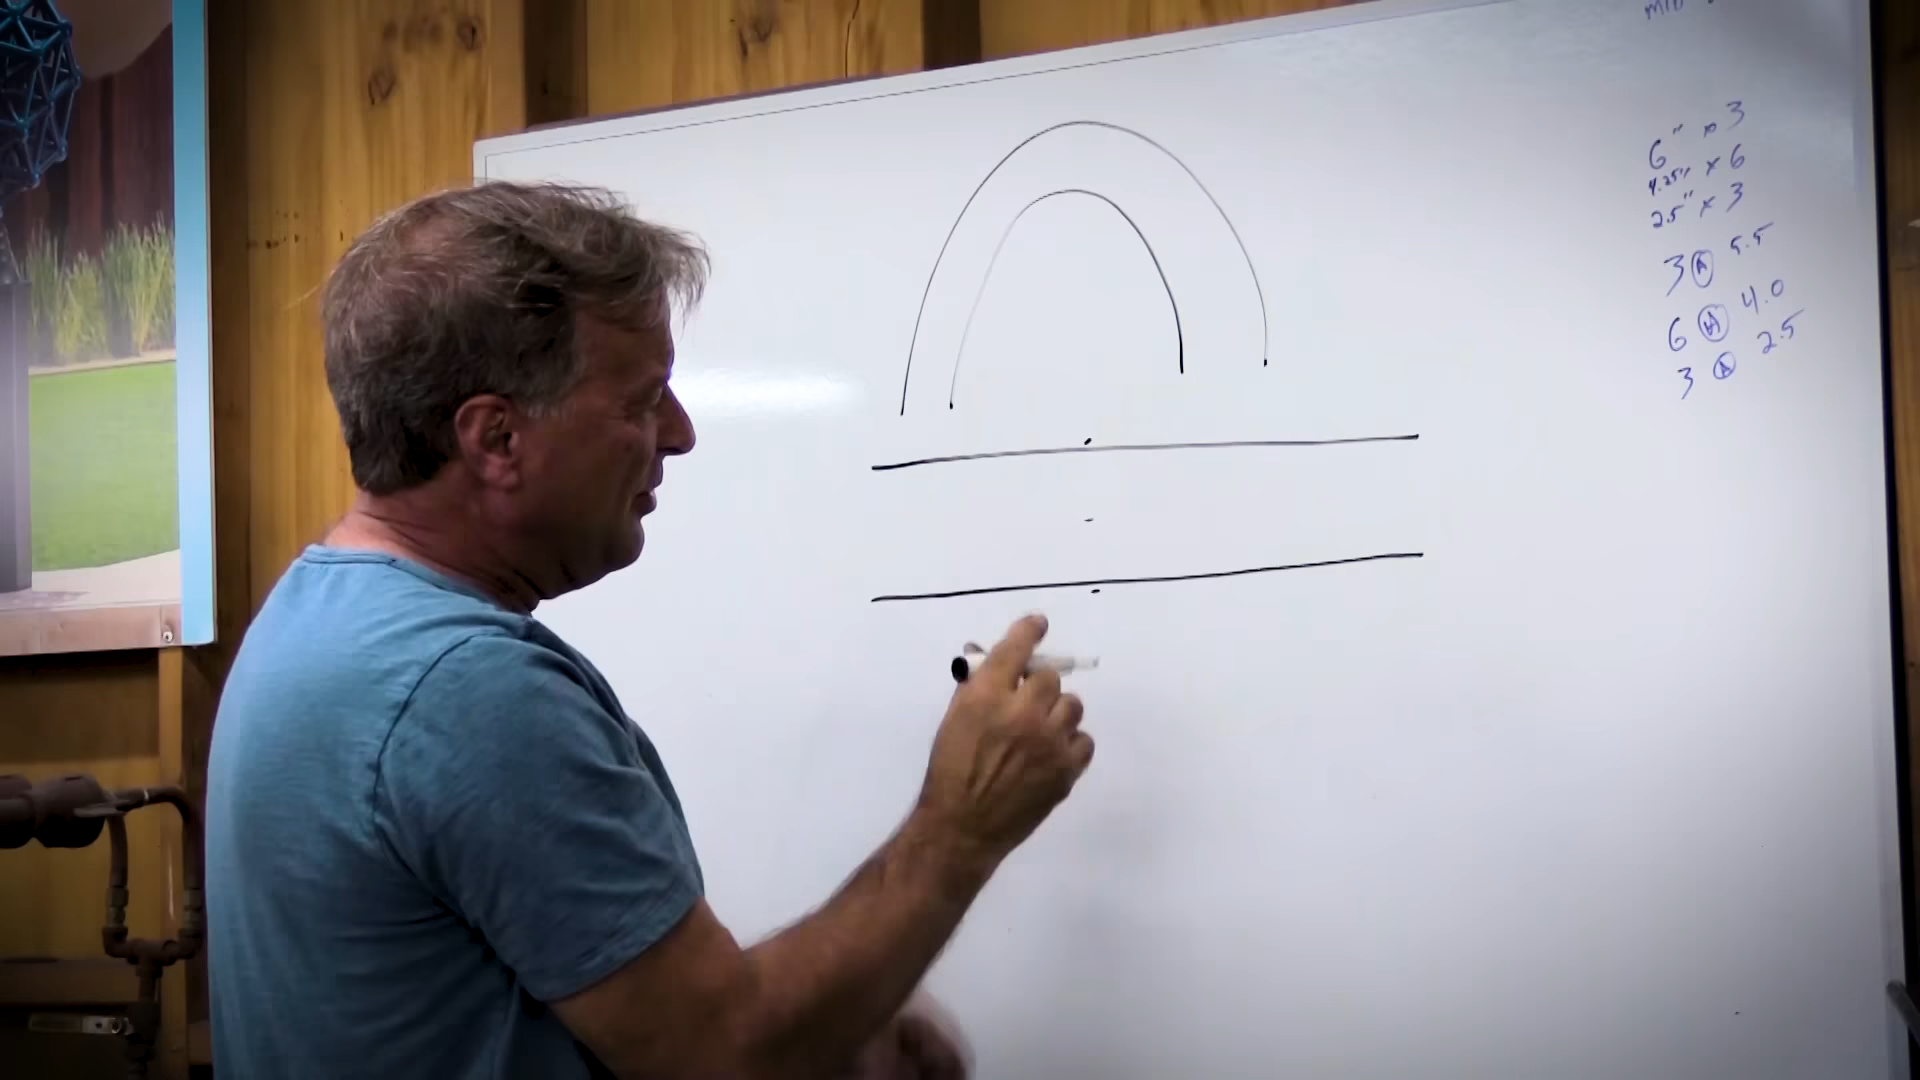 6" x 3
4.25" x 6
2.5" x 3
3 A 5.5
6 A 4.0
3 A 2.5